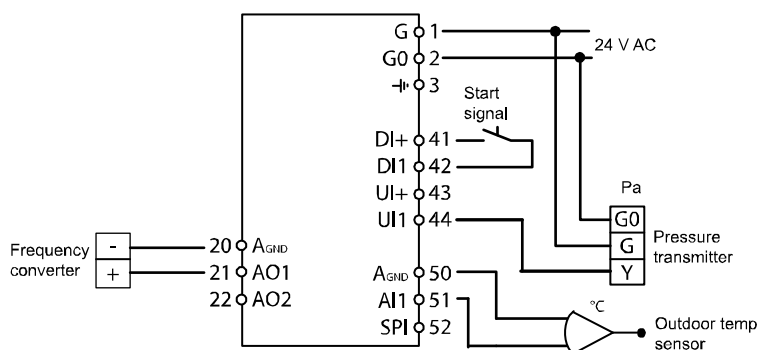 G 1
24 V AC
G0 2
3
Start
signal
DI+ 41
DI1 42
UI+ 43
UI1 44
Pa
G0
G
Y
Pressure
transmitter
Frequency
converter
-
+
20 AGND
21 AO1
22 AO2
AGND 50
AI1 51
SPI 52
°C
Outdoor temp
sensor